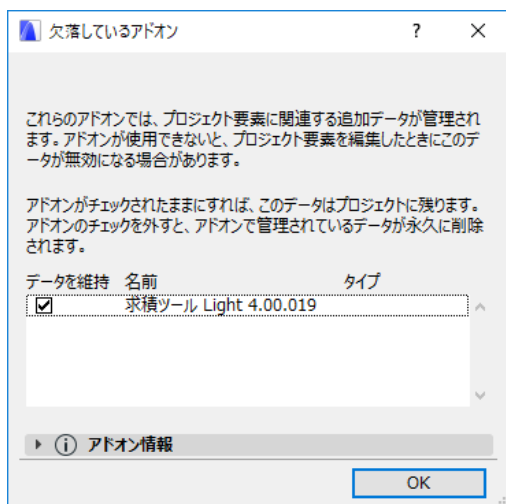 欠落しているアドオン
これらのアドオンでは、プロジェクト要素に関連する追加データが管理され
ます。アドオンが使用できないと、プロジェクト要素を編集したときにこのデ
ータが無効になる場合があります。
アドオンがチェックされたままにすれば、このデータはプロジェクトに残ります。
アドオンのチェックを外すと、アドオンで管理されているデータが永久に削除
されます。
データを維持 名前 タイプ
求積ツール Light 4.00.019
アドオン情報
OK